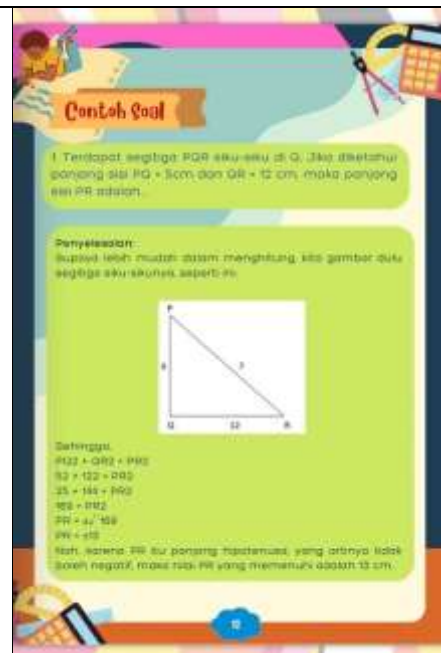 Contoh Soal
1. Terdapat segitiga PQR siku-siku di Q. Jika diketahui
panjang sisi PQ = 5cm dan QR = 12 cm, maka panjang
sisi PR adalah...
Penyelesaian:
Supaya lebih mudah dalam menghitung, kita gambar dulu
segitiga siku-sikunya, seperti ini:
P
?
Q
12
R
Sehingga,
+ QR2 = PR2
52 + 122 = PR2
25 + 144 = PR2
169 = PR2
PR = 169
PR = ±13
Nah, karena PR itu panjang hipotenusa, yang artinya tidak
boleh negatif, maka nilai PR yang memenuhi adalah 13 cm.